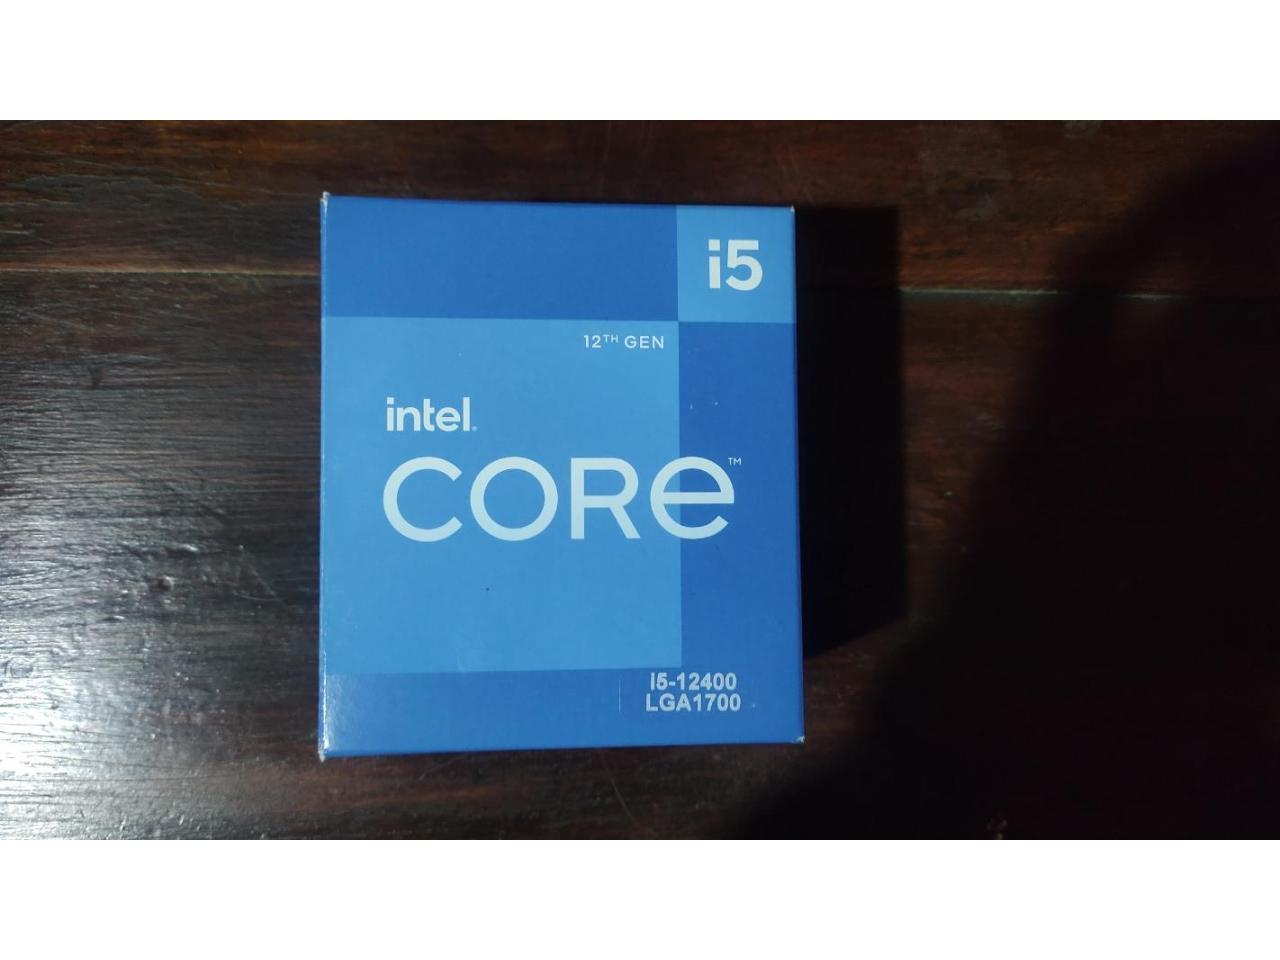 i5
12TH GEN
intel.
CORe™
i5-12400
LGA1700